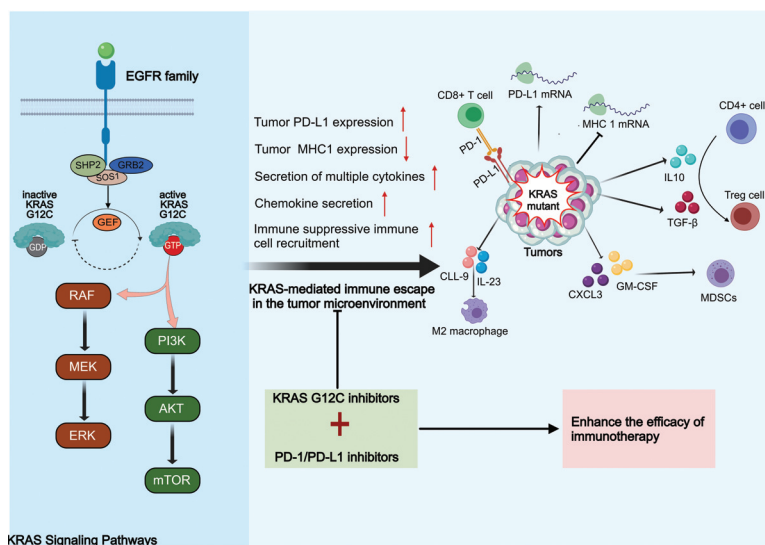 EGFR family
SHP2
GRB2
SOS1
inactive
KRAS
G12C
GDP
GEF
active
KRAS
G12C
GTP
RAF
MEK
ERK
PI3K
AKT
mTOR
KRAS Signaling Pathways
Tumor PD-L1 expression
Tumor MHC1 expression
Secretion of multiple cytokines
Chemokine secretion
Immune suppressive immune
cell recruitment
KRAS-mediated immune escape
in the tumor microenvironment
CD8+ T cell
PD-1
PD-L1
PD-L1 mRNA
MHC 1 mRNA
KRAS
mutant
Tumors
CD4+ cell
IL10
TGF-β
Treg cell
CLL-9
IL-23
M2 macrophage
CXCL3
GM-CSF
MDSCs
KRAS G12C inhibitors
+
PD-1/PD-L1 inhibitors
Enhance the efficacy of
immunotherapy